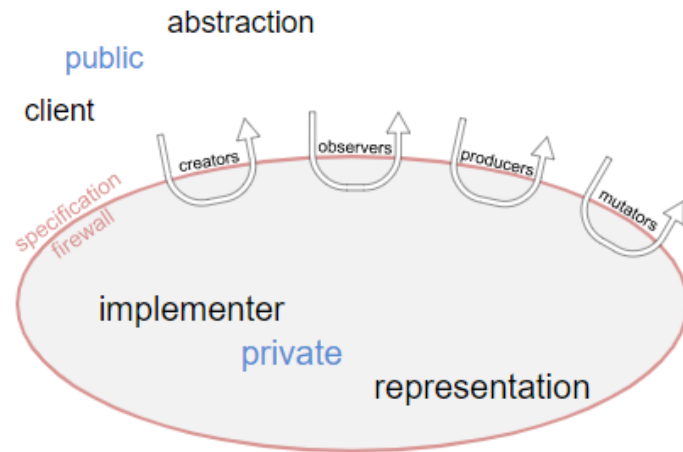 abstraction
public
client
creators
observers
producers
mutators
specification
firewall
implementer
private
representation